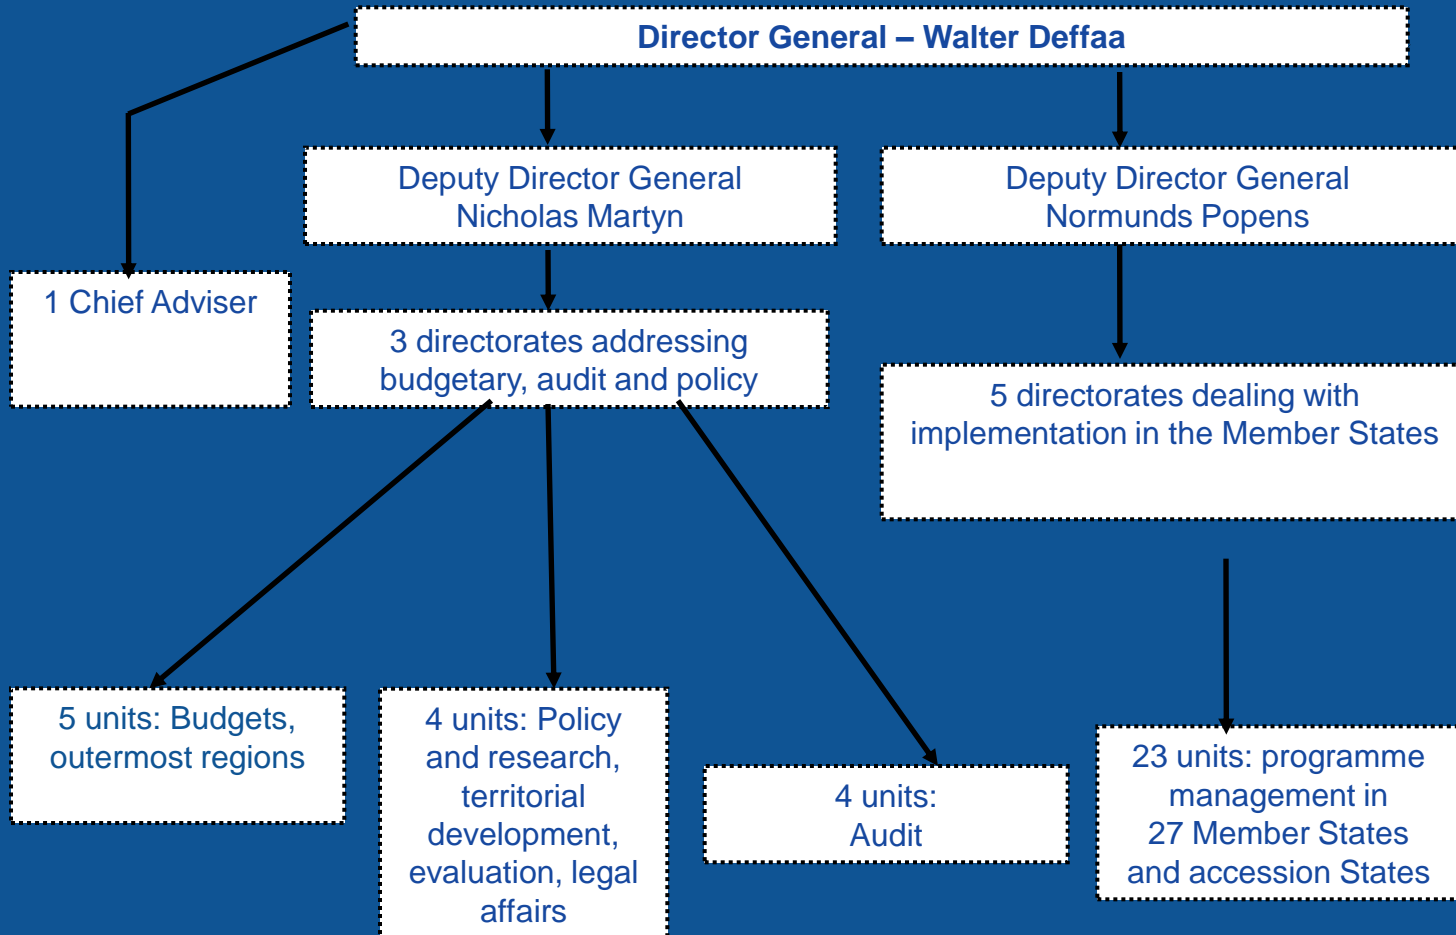 Director General – Walter Deffaa
Deputy Director General
Nicholas Martyn
Deputy Director General
Normunds Popens
1 Chief Adviser
3 directorates addressing
budgetary, audit and policy
5 directorates dealing with
implementation in the Member States
5 units: Budgets,
outermost regions
4 units: Policy
and research,
territorial
development,
evaluation, legal
affairs
4 units:
Audit
23 units: programme
management in
27 Member States
and accession States